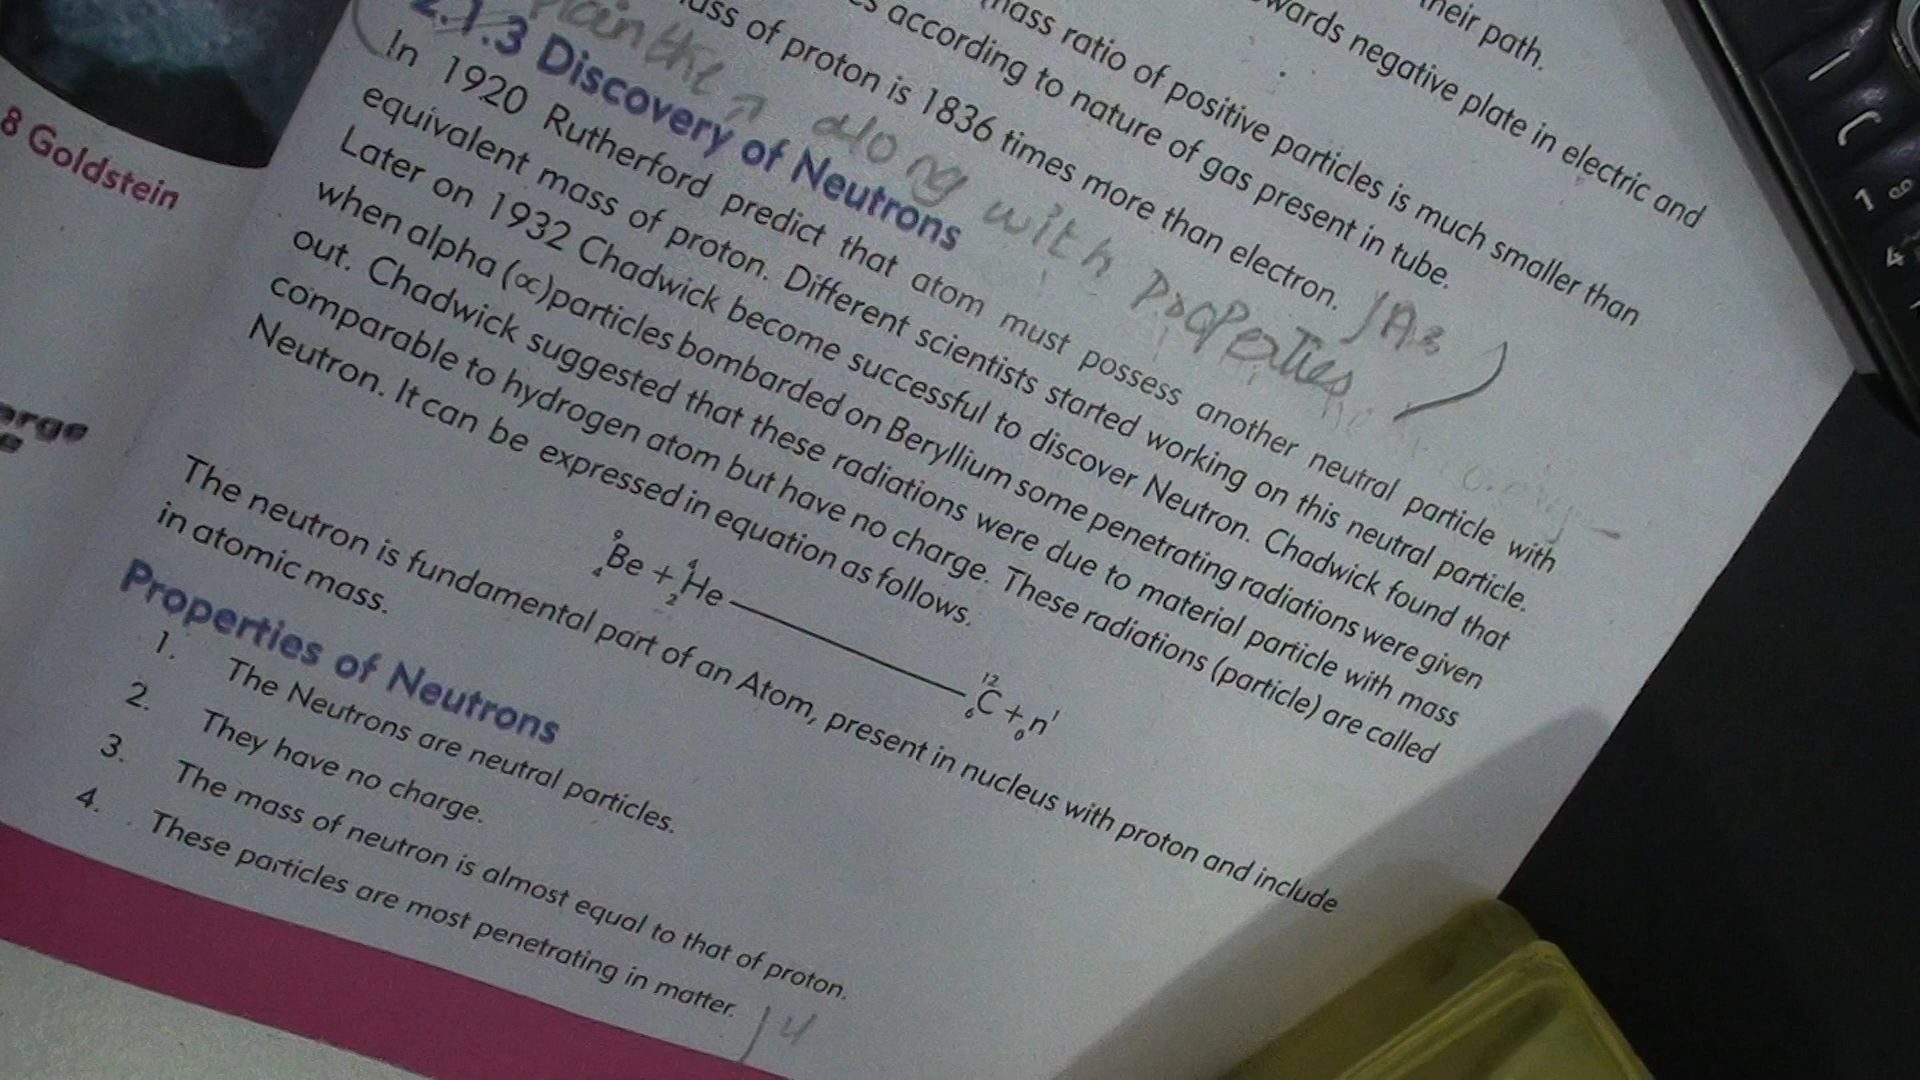 their path.
wards negative plate in electric and
mass ratio of positive particles is much smaller than
according to nature of gas present in tube.
ass of proton is 1836 times more than electron.
A3
2.1.3 Discovery of Neutrons
along with properties
In 1920 Rutherford predict that atom must possess another neutral particle with
equivalent mass of proton. Different scientists started working on this neutral particle.
Later on 1932 Chadwick become successful to discover Neutron. Chadwick found that
when alpha (∝)particles bombarded on Beryllium some penetrating radiations were given
out. Chadwick suggested that these radiations were due to material particle with mass
comparable to hydrogen atom but have no charge. These radiations (particle) are called
Neutron. It can be expressed in equation as follows.
⁹₄Be + ⁴₂He ———— ¹²₆C + ₀n¹
The neutron is fundamental part of an Atom, present in nucleus with proton and include
in atomic mass.
Properties of Neutrons
1. The Neutrons are neutral particles.
2. They have no charge.
3. The mass of neutron is almost equal to that of proton.
4. These particles are most penetrating in matter.
8 Goldstein
arge
e
1
4